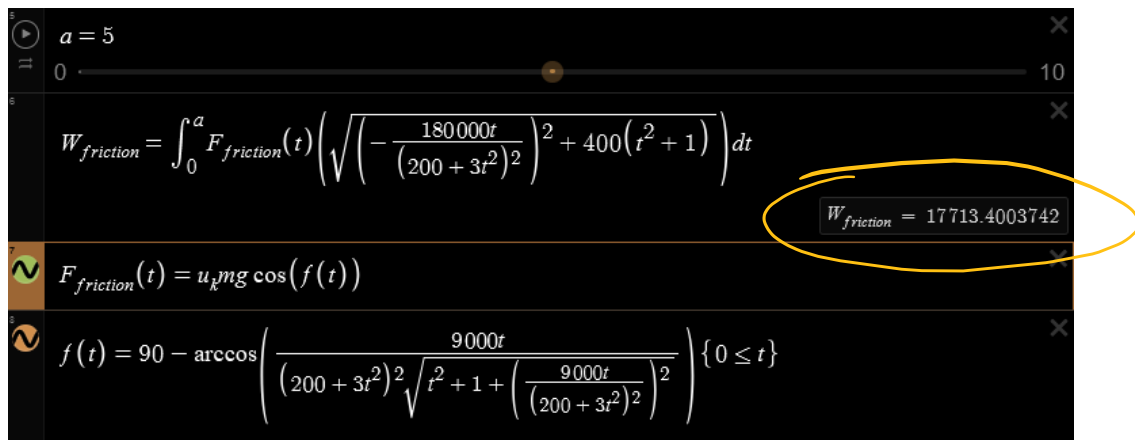 5
a = 5
0 10
6
W_friction = ∫_0^a F_friction(t)(√((-180000t/(200 + 3t²)²)² + 400(t² + 1)))dt
W_friction = 17713.4003742
7
F_friction(t) = u_k mg cos(f(t))
8
f(t) = 90 − arccos(9000t/((200 + 3t²)²√(t² + 1 + (9000t/(200 + 3t²)²)²))){0 ≤ t}